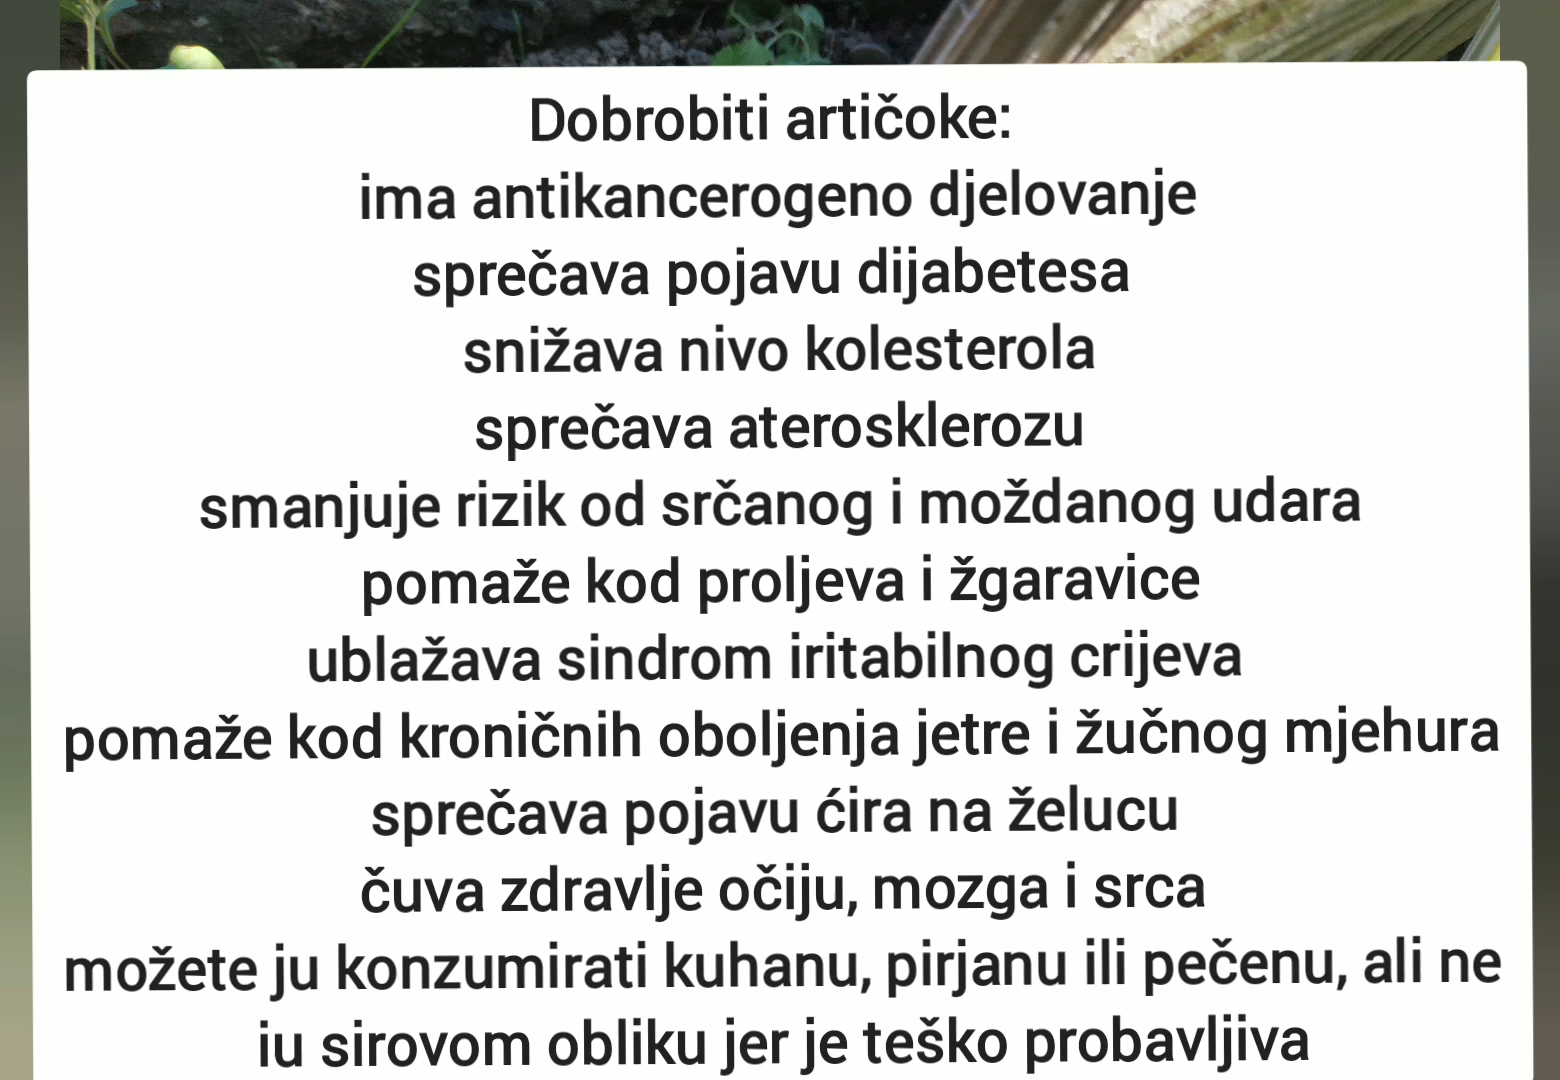 Dobrobiti artičoke:
ima antikancerogeno djelovanje
sprečava pojavu dijabetesa
snižava nivo kolesterola
sprečava aterosklerozu
smanjuje rizik od srčanog i moždanog udara
pomaže kod proljeva i žgaravice
ublažava sindrom iritabilnog crijeva
pomaže kod kroničnih oboljenja jetre i žučnog mjehura
sprečava pojavu ćira na želucu
čuva zdravlje očiju, mozga i srca
možete ju konzumirati kuhanu, pirjanu ili pečenu, ali ne
iu sirovom obliku jer je teško probavljiva